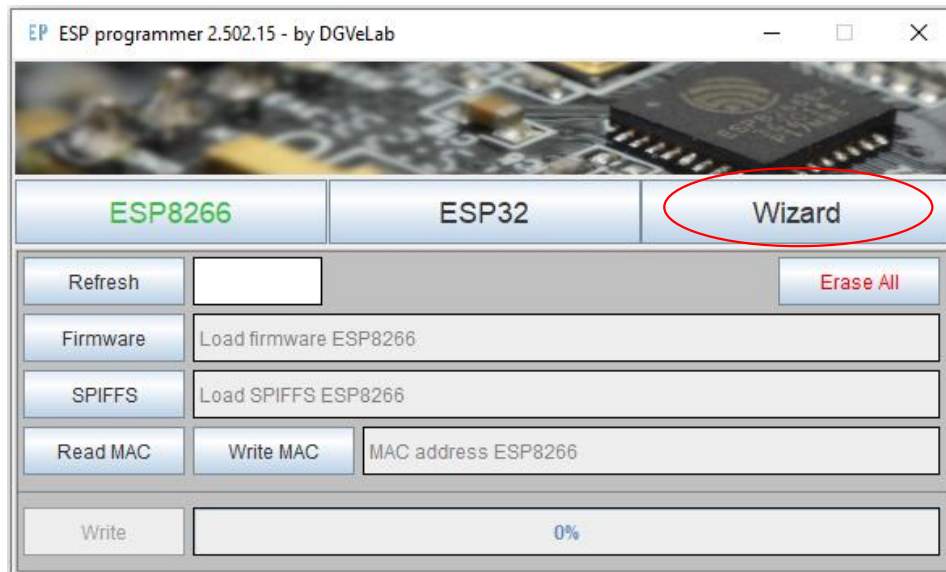 EP ESP programmer 2.502.15 - by DGVeLab
ESP8266 ESP32 Wizard
Refresh Erase All
Firmware Load firmware ESP8266
SPIFFS Load SPIFFS ESP8266
Read MAC Write MAC MAC address ESP8266
Write 0%